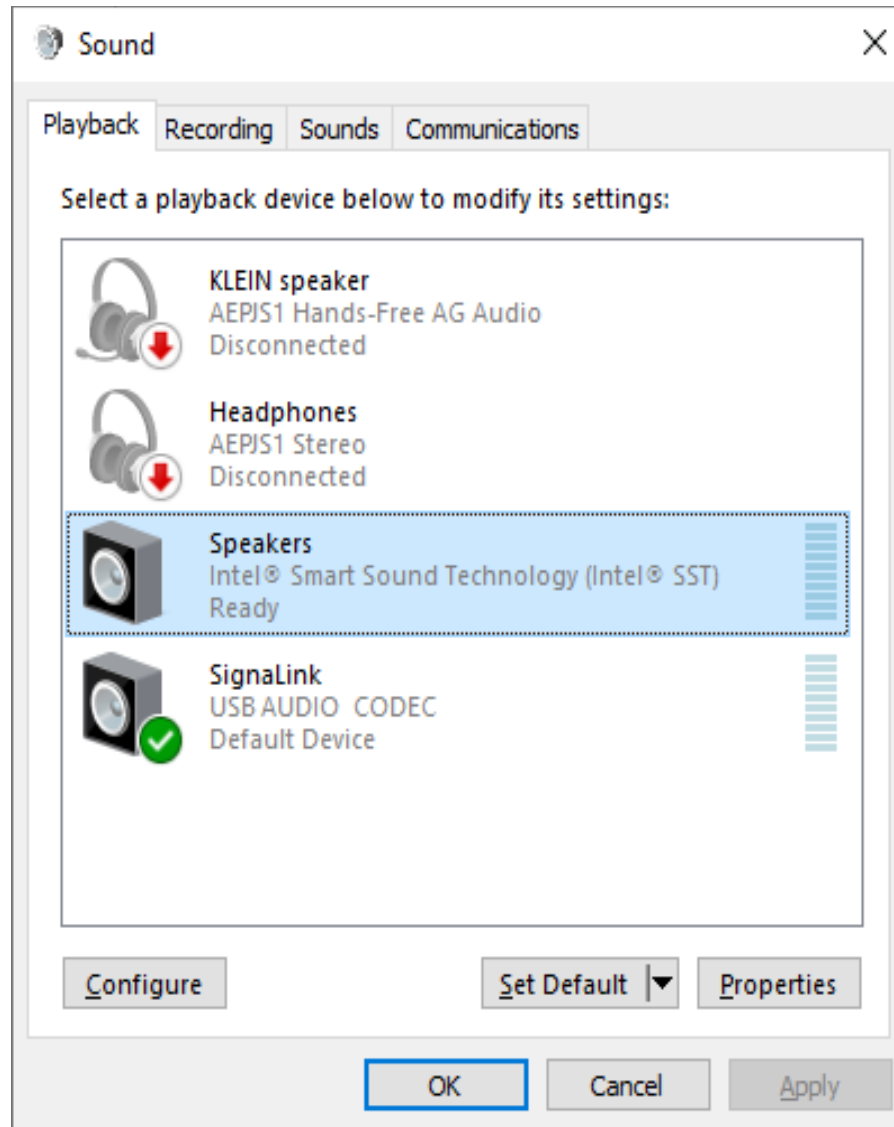 Sound
Playback Recording Sounds Communications
Select a playback device below to modify its settings:
KLEIN speaker
AEPJS1 Hands-Free AG Audio
Disconnected
Headphones
AEPJS1 Stereo
Disconnected
Speakers
Intel® Smart Sound Technology (Intel® SST)
Ready
SignaLink
USB AUDIO  CODEC
Default Device
Configure Set Default Properties
OK Cancel Apply